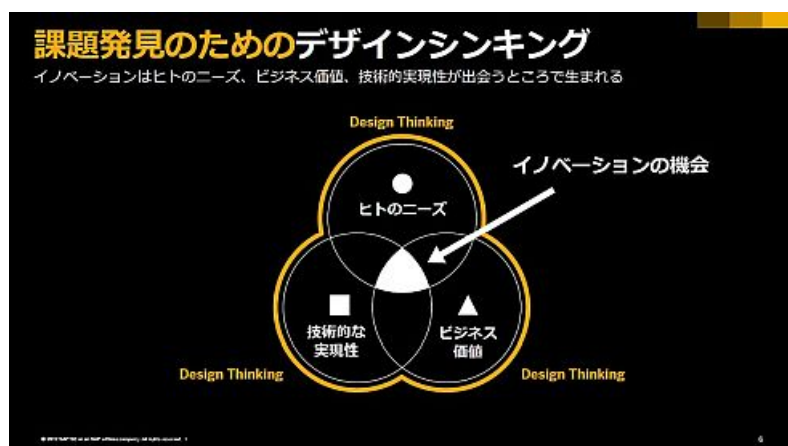 課題発見のためのデザインシンキング
イノベーションはヒトのニーズ、ビジネス価値、技術的実現性が出会うところで生まれる
Design Thinking
イノベーションの機会
ヒトのニーズ
技術的な
実現性
ビジネス
価値
Design Thinking
Design Thinking
6